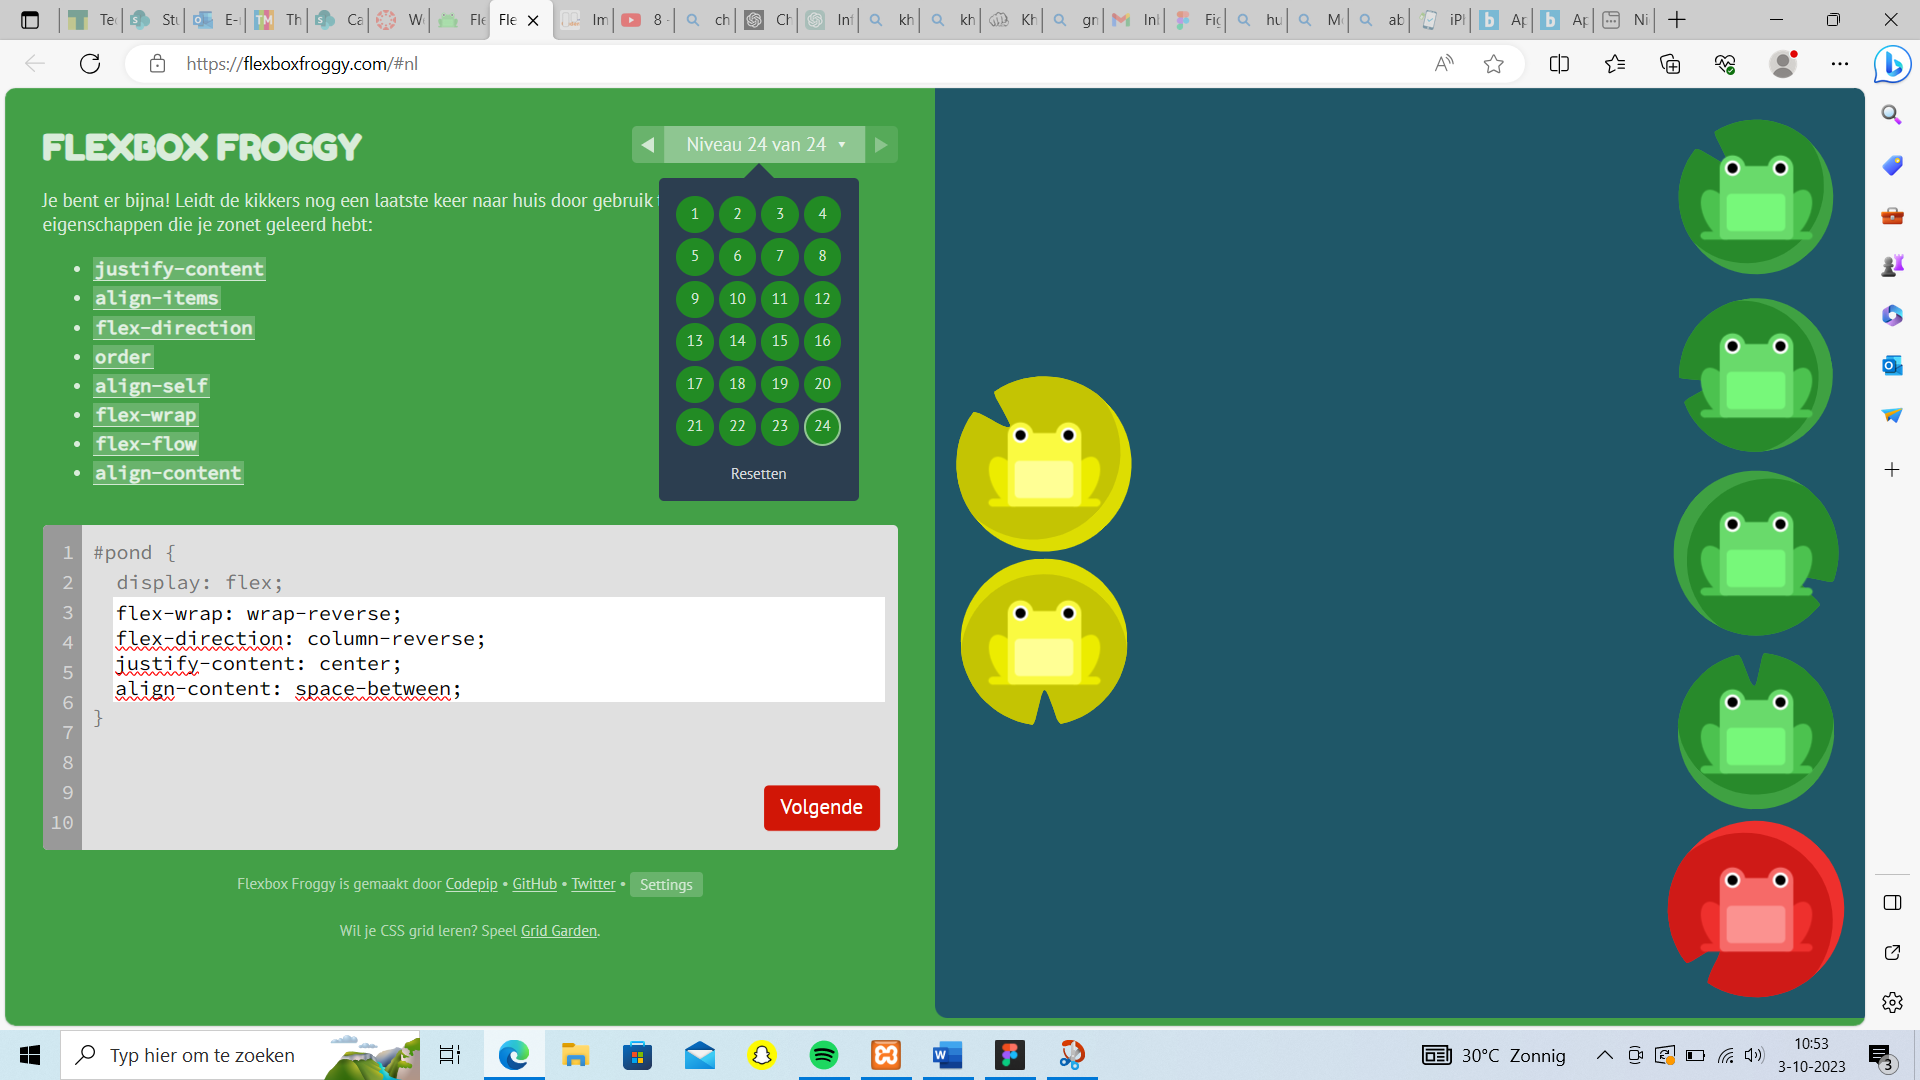 Te
Stu
E-m
Th
Ca
We
Fle
Fle
Im
8 -
ch
Ch
Inf
kh
kh
Kh
gr
Inb
Fig
hu
Me
ab
iPh
Ap
Ap
Ni
https://flexboxfroggy.com/#nl
FLEXBOX FROGGY
Niveau 24 van 24
Je bent er bijna! Leidt de kikkers nog een laatste keer naar huis door gebruik
eigenschappen die je zonet geleerd hebt:
1 2 3 4
5 6 7 8
9 10 11 12
13 14 15 16
17 18 19 20
21 22 23 24
Resetten
• justify-content
• align-items
• flex-direction
• order
• align-self
• flex-wrap
• flex-flow
• align-content
1 #pond {
2 display: flex;
3 flex-wrap: wrap-reverse;
4 flex-direction: column-reverse;
5 justify-content: center;
6 align-content: space-between;
7 }
8
9
10
Volgende
Flexbox Froggy is gemaakt door Codepip • GitHub • Twitter • Settings
Wil je CSS grid leren? Speel Grid Garden.
Typ hier om te zoeken
30°C Zonnig
10:53
3-10-2023
3